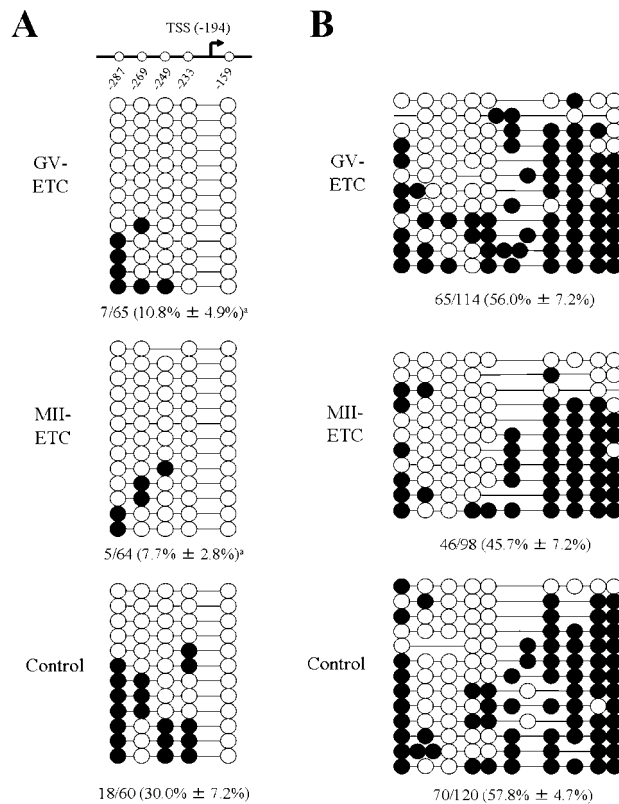 A
B
TSS (-194)
-287 -269 -249 -233 -159
GV-
ETC
7/65 (10.8% ± 4.9%)ᵃ
GV-
ETC
65/114 (56.0% ± 7.2%)
MII-
ETC
5/64 (7.7% ± 2.8%)ᵃ
MII-
ETC
46/98 (45.7% ± 7.2%)
Control
18/60 (30.0% ± 7.2%)
Control
70/120 (57.8% ± 4.7%)